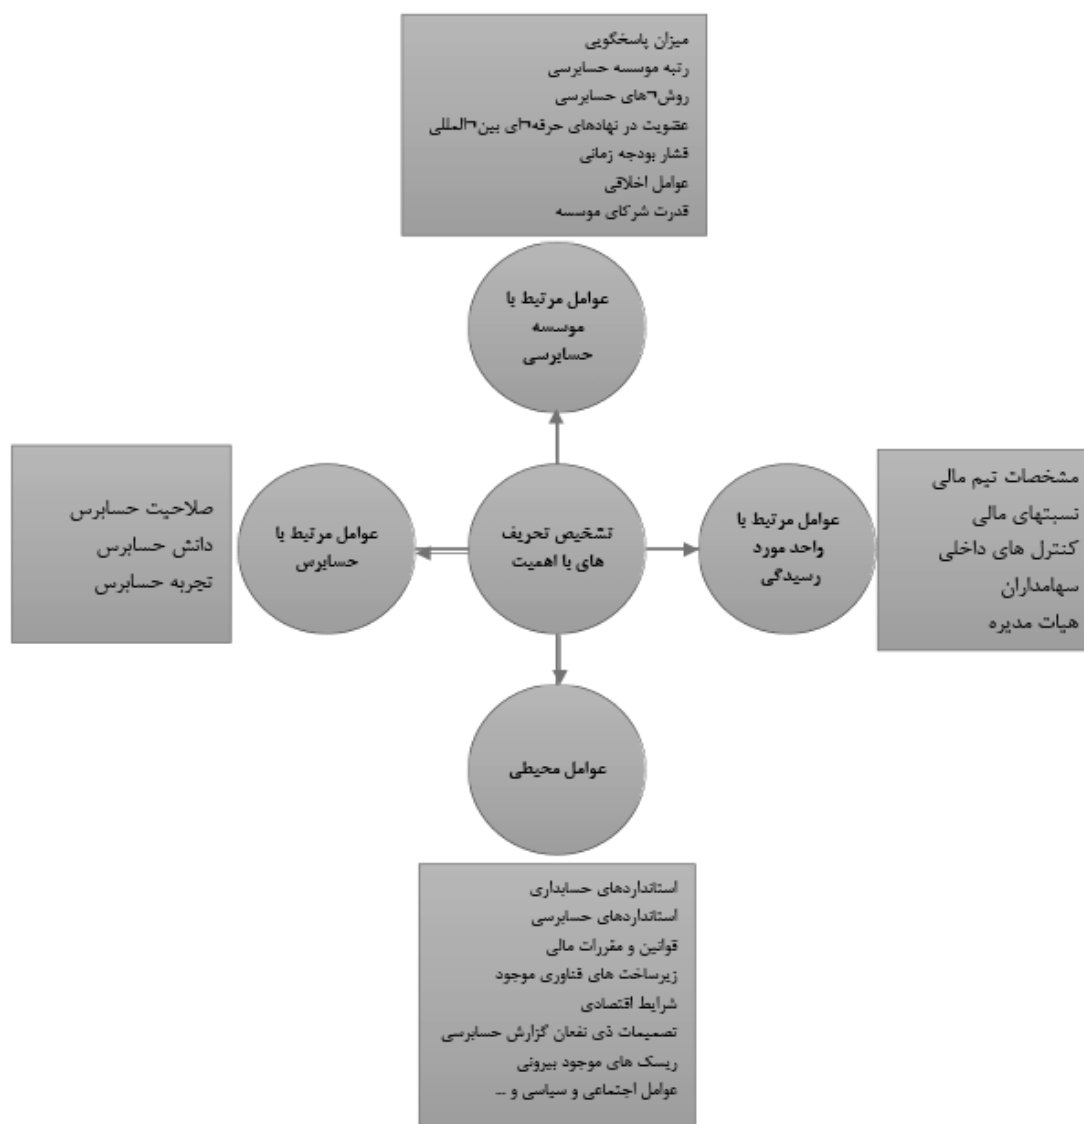 میزان پاسخگویی
رتبه موسسه حسابرسی
روش¬های حسابرسی
عضویت در نهادهای حرفه¬ای بین¬المللی
فشار بودجه زمانی
عوامل اخلاقی
قدرت شرکای موسسه
عوامل مرتبط با
موسسه
حسابرسی
مشخصات تیم مالی
نسبتهای مالی
کنترل های داخلی
سهامداران
هیات مدیره
عوامل مرتبط با
واحد مورد
رسیدگی
تشخیص تحریف
های با اهمیت
عوامل مرتبط با
حسابرس
صلاحیت حسابرس
دانش حسابرس
تجربه حسابرس
عوامل محیطی
استانداردهای حسابداری
استانداردهای حسابرسی
قوانین و مقررات مالی
زیرساخت های فناوری موجود
شرایط اقتصادی
تصمیمات ذی نفعان گزارش حسابرسی
ریسک های موجود بیرونی
عوامل اجتماعی و سیاسی و ...